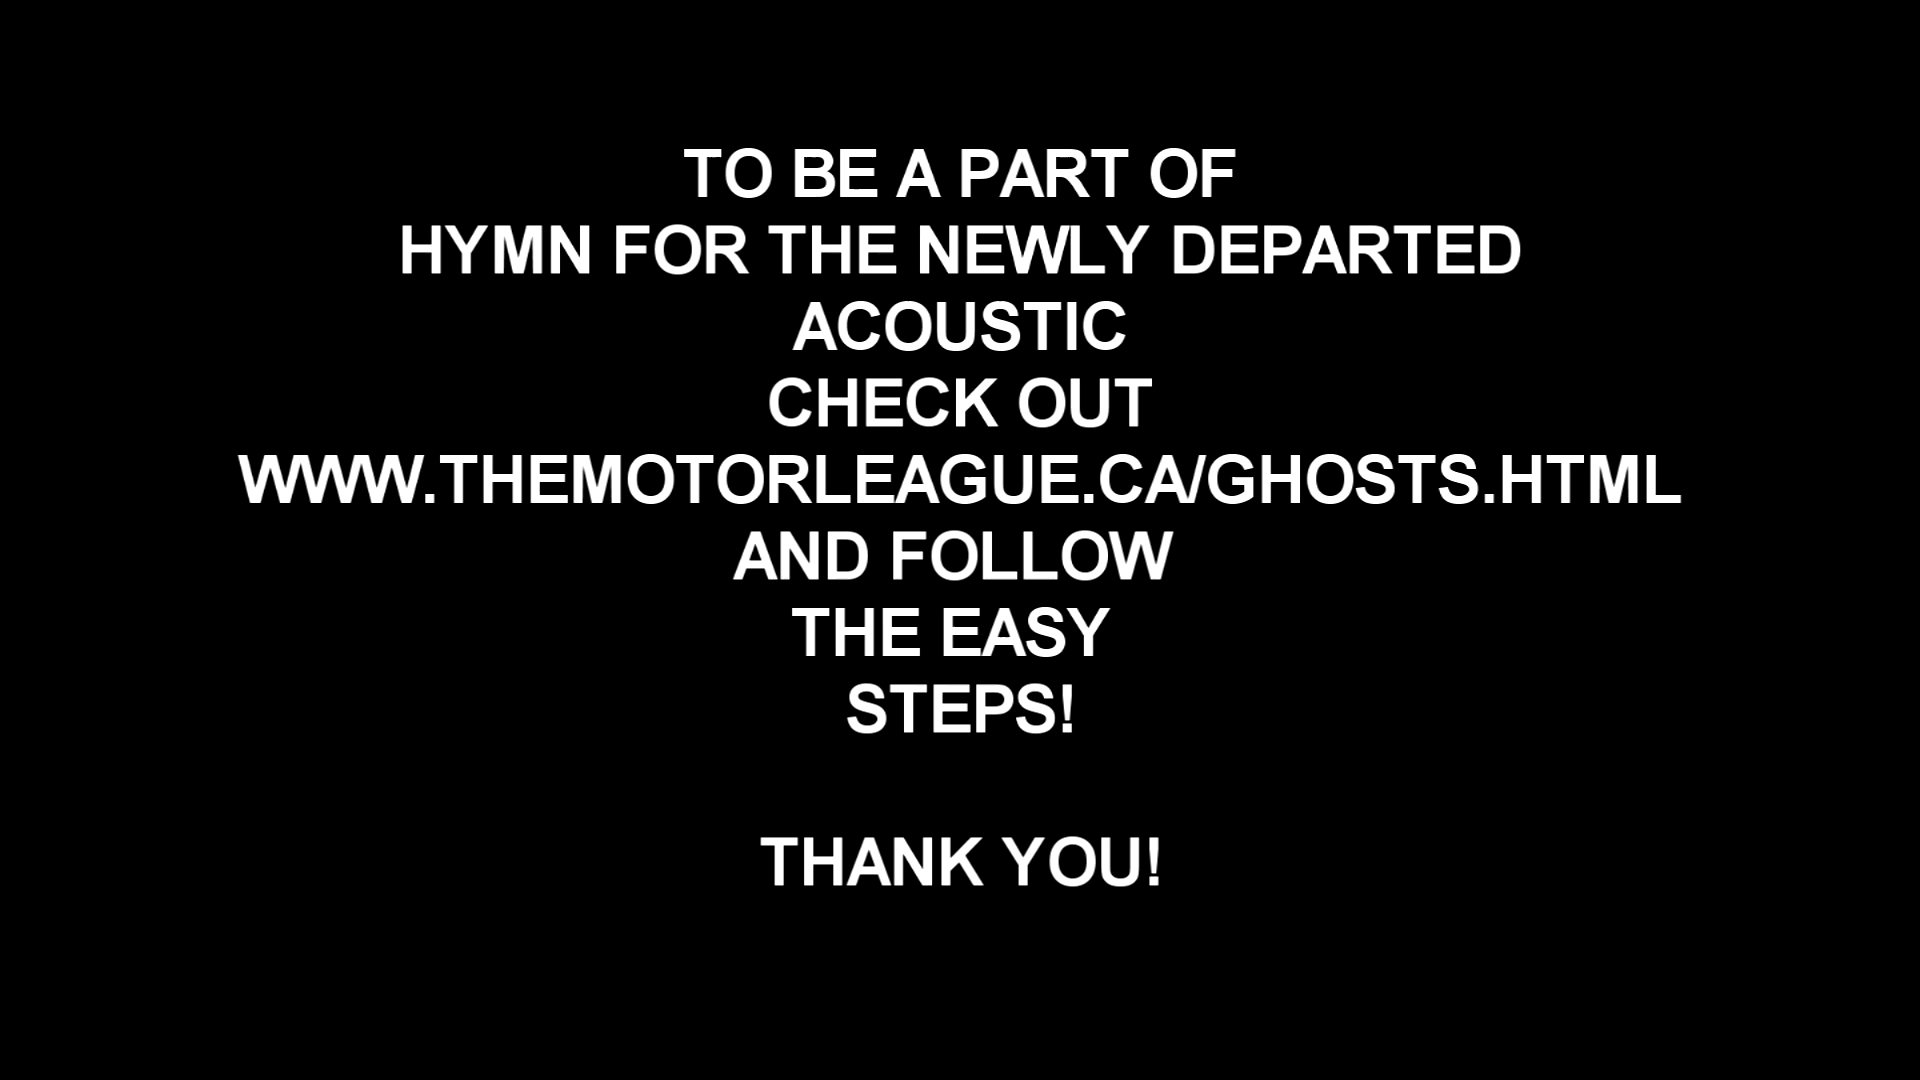 TO BE A PART OF
HYMN FOR THE NEWLY DEPARTED
ACOUSTIC
CHECK OUT
WWW.THEMOTORLEAGUE.CA/GHOSTS.HTML
AND FOLLOW
THE EASY
STEPS!
THANK YOU!